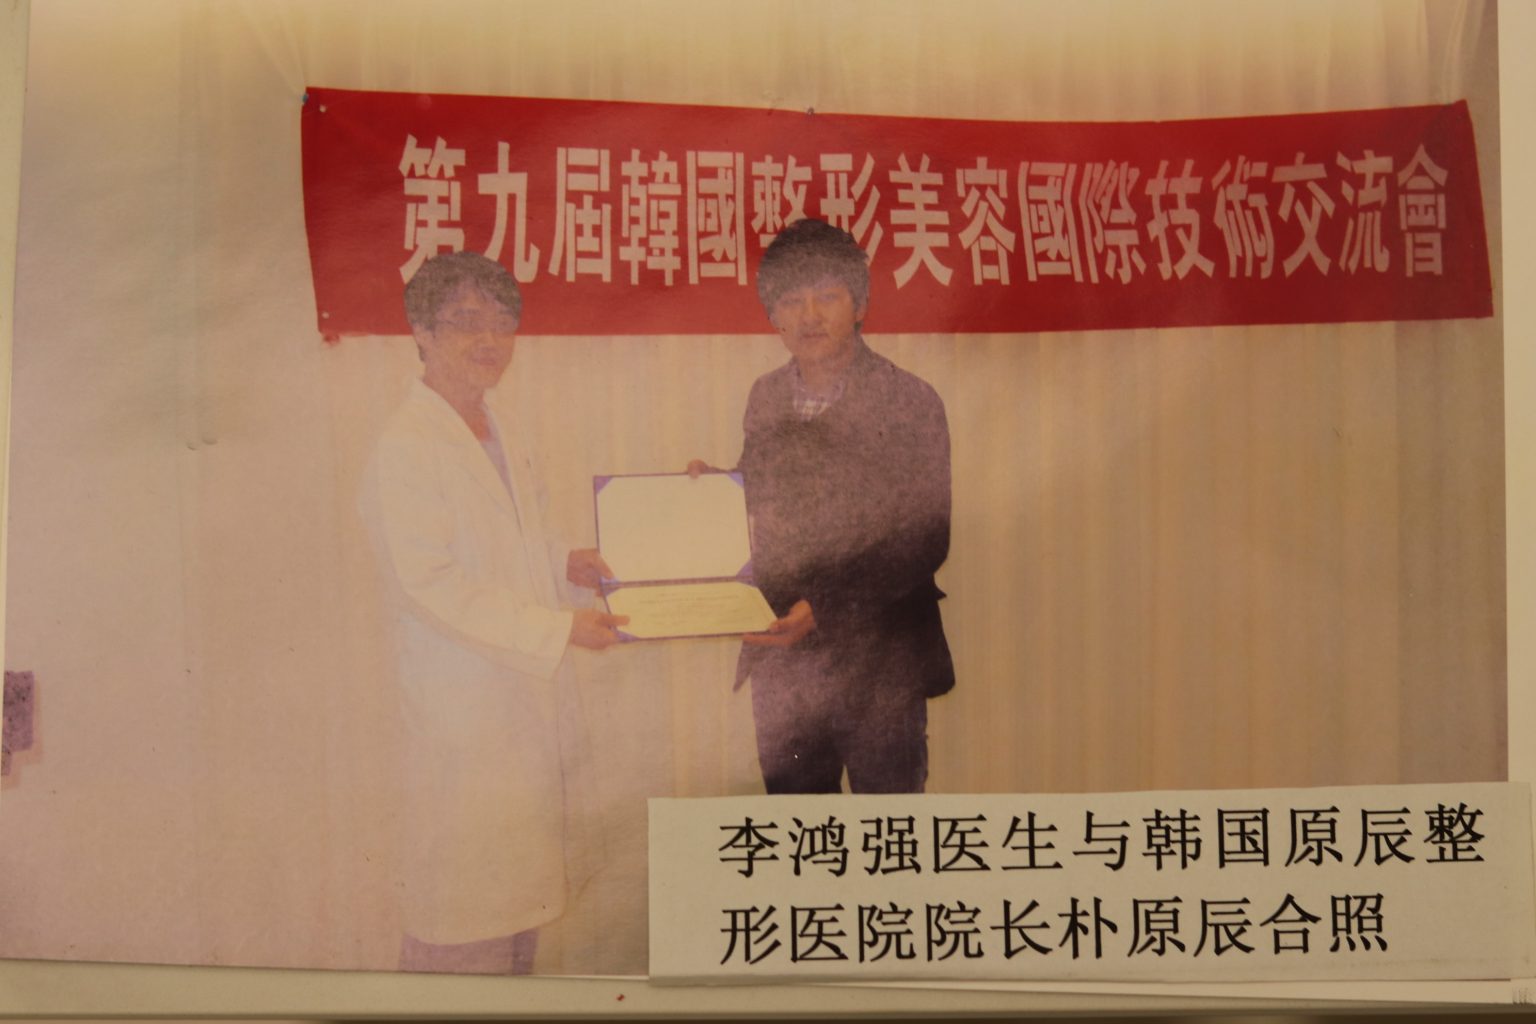 第九屆韓國整形美容國際技術交流會
李鸿强医生与韩国原辰整
形医院院长朴原辰合照